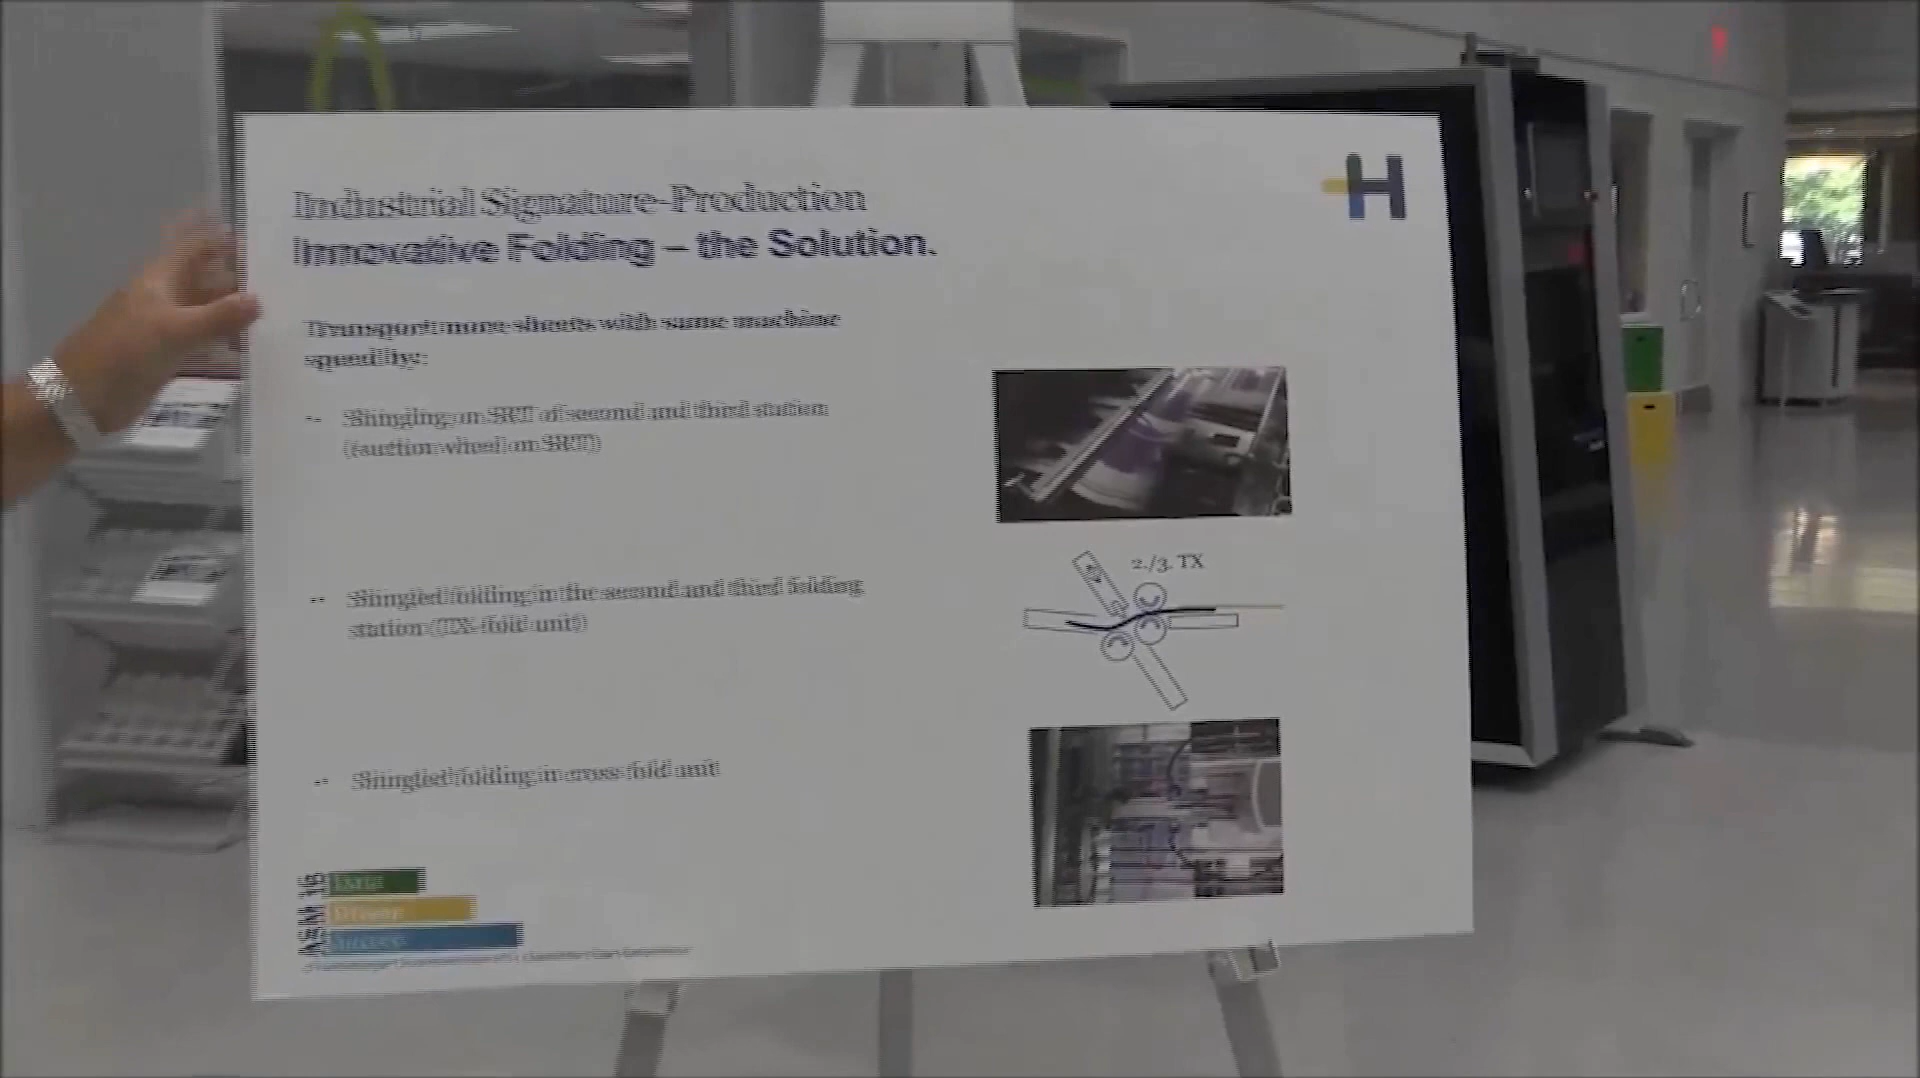 Industrial Signature-Production
Innovative Folding – the Solution.
Transport more sheets with same machine
speed by:
- Shingling on SBT of second and third station
(suction wheel on SBT)
2./3. TX
- Shingled folding in the second and third folding
station (TX-fold unit)
- Shingled folding in cross fold unit
ASM 16
Driver
Success